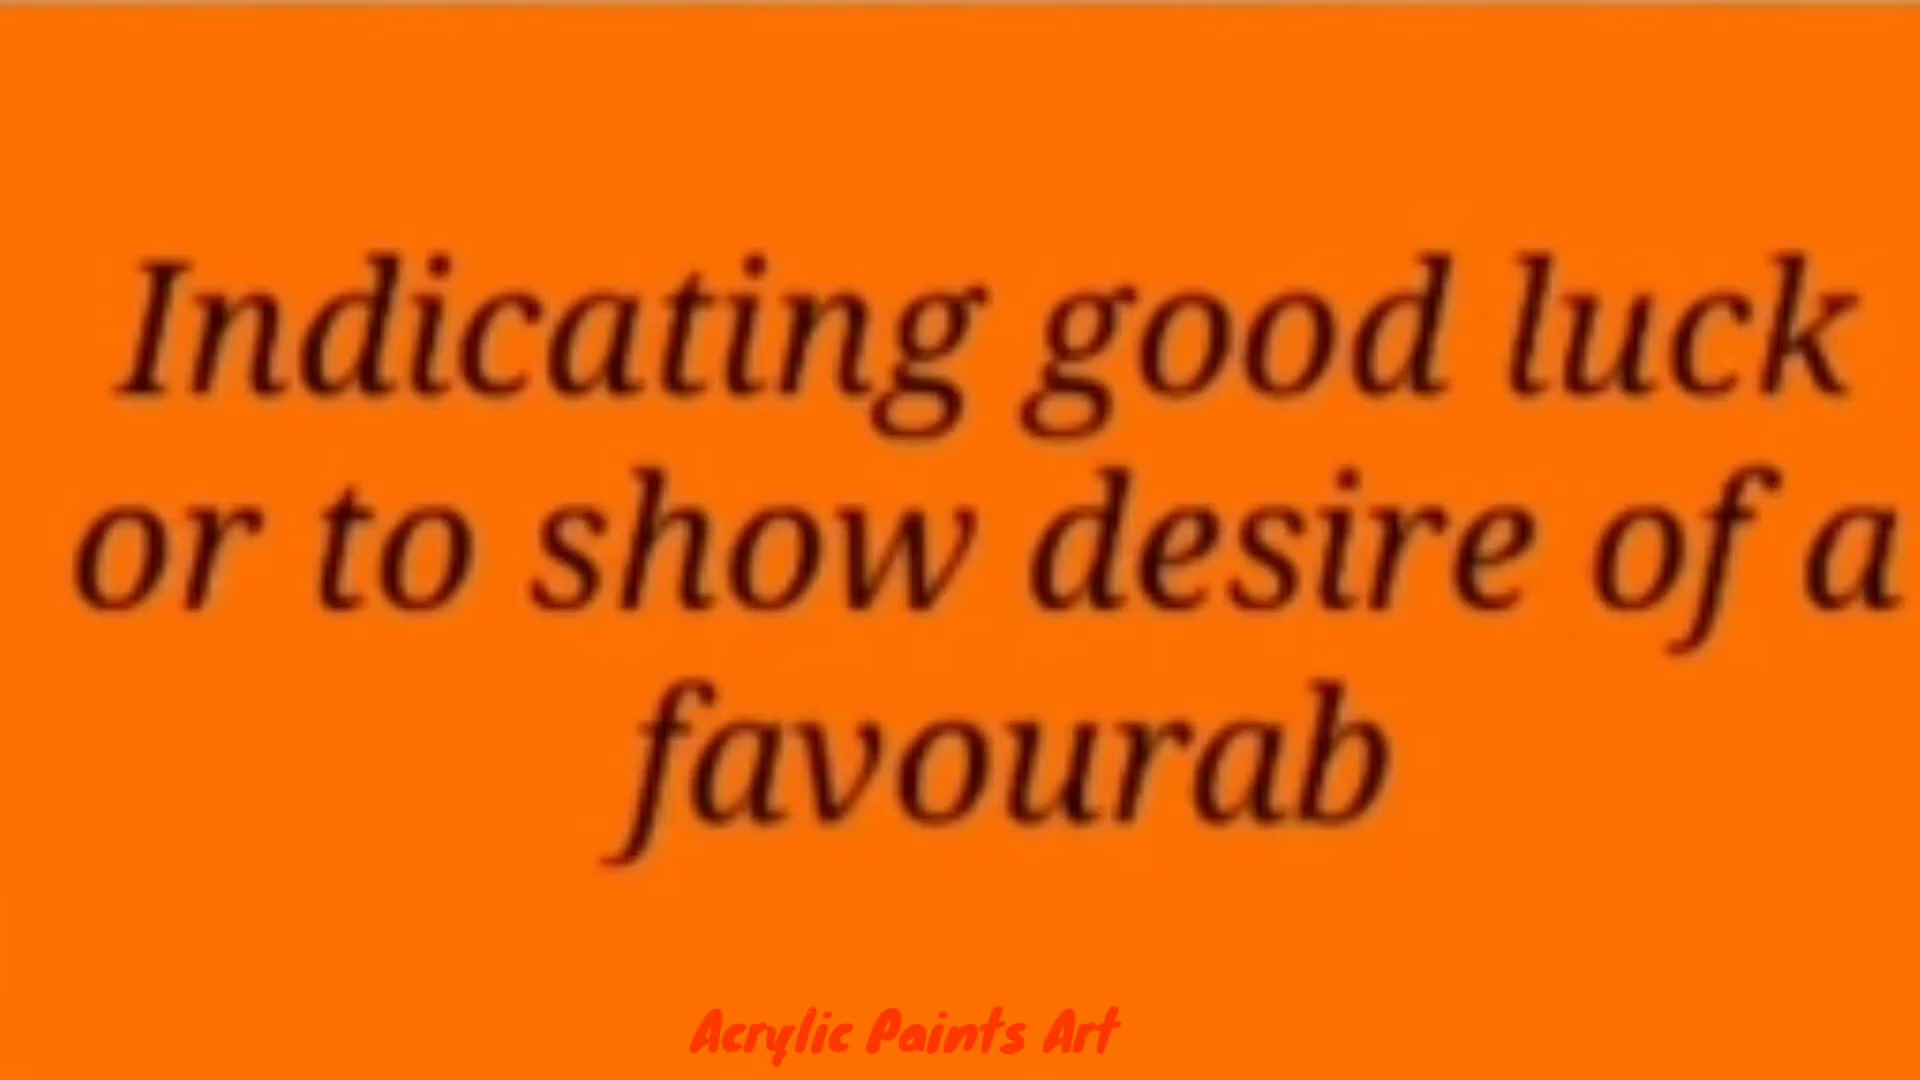 Indicating good luck
or to show desire of a
favourab
Acrylic Paints Art